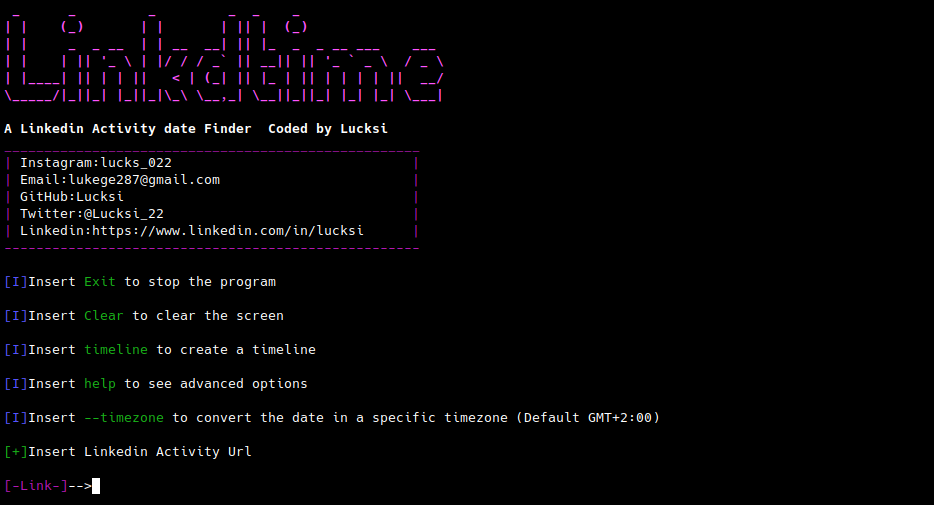 Linkdtime
A Linkedin Activity date Finder  Coded by Lucksi
Instagram:lucks_022
Email:lukege287@gmail.com
GitHub:Lucksi
Twitter:@Lucksi_22
Linkedin:https://www.linkedin.com/in/lucksi
[I]Insert Exit to stop the program
[I]Insert Clear to clear the screen
[I]Insert timeline to create a timeline
[I]Insert help to see advanced options
[I]Insert --timezone to convert the date in a specific timezone (Default GMT+2:00)
[+]Insert Linkedin Activity Url
[-Link-]-->